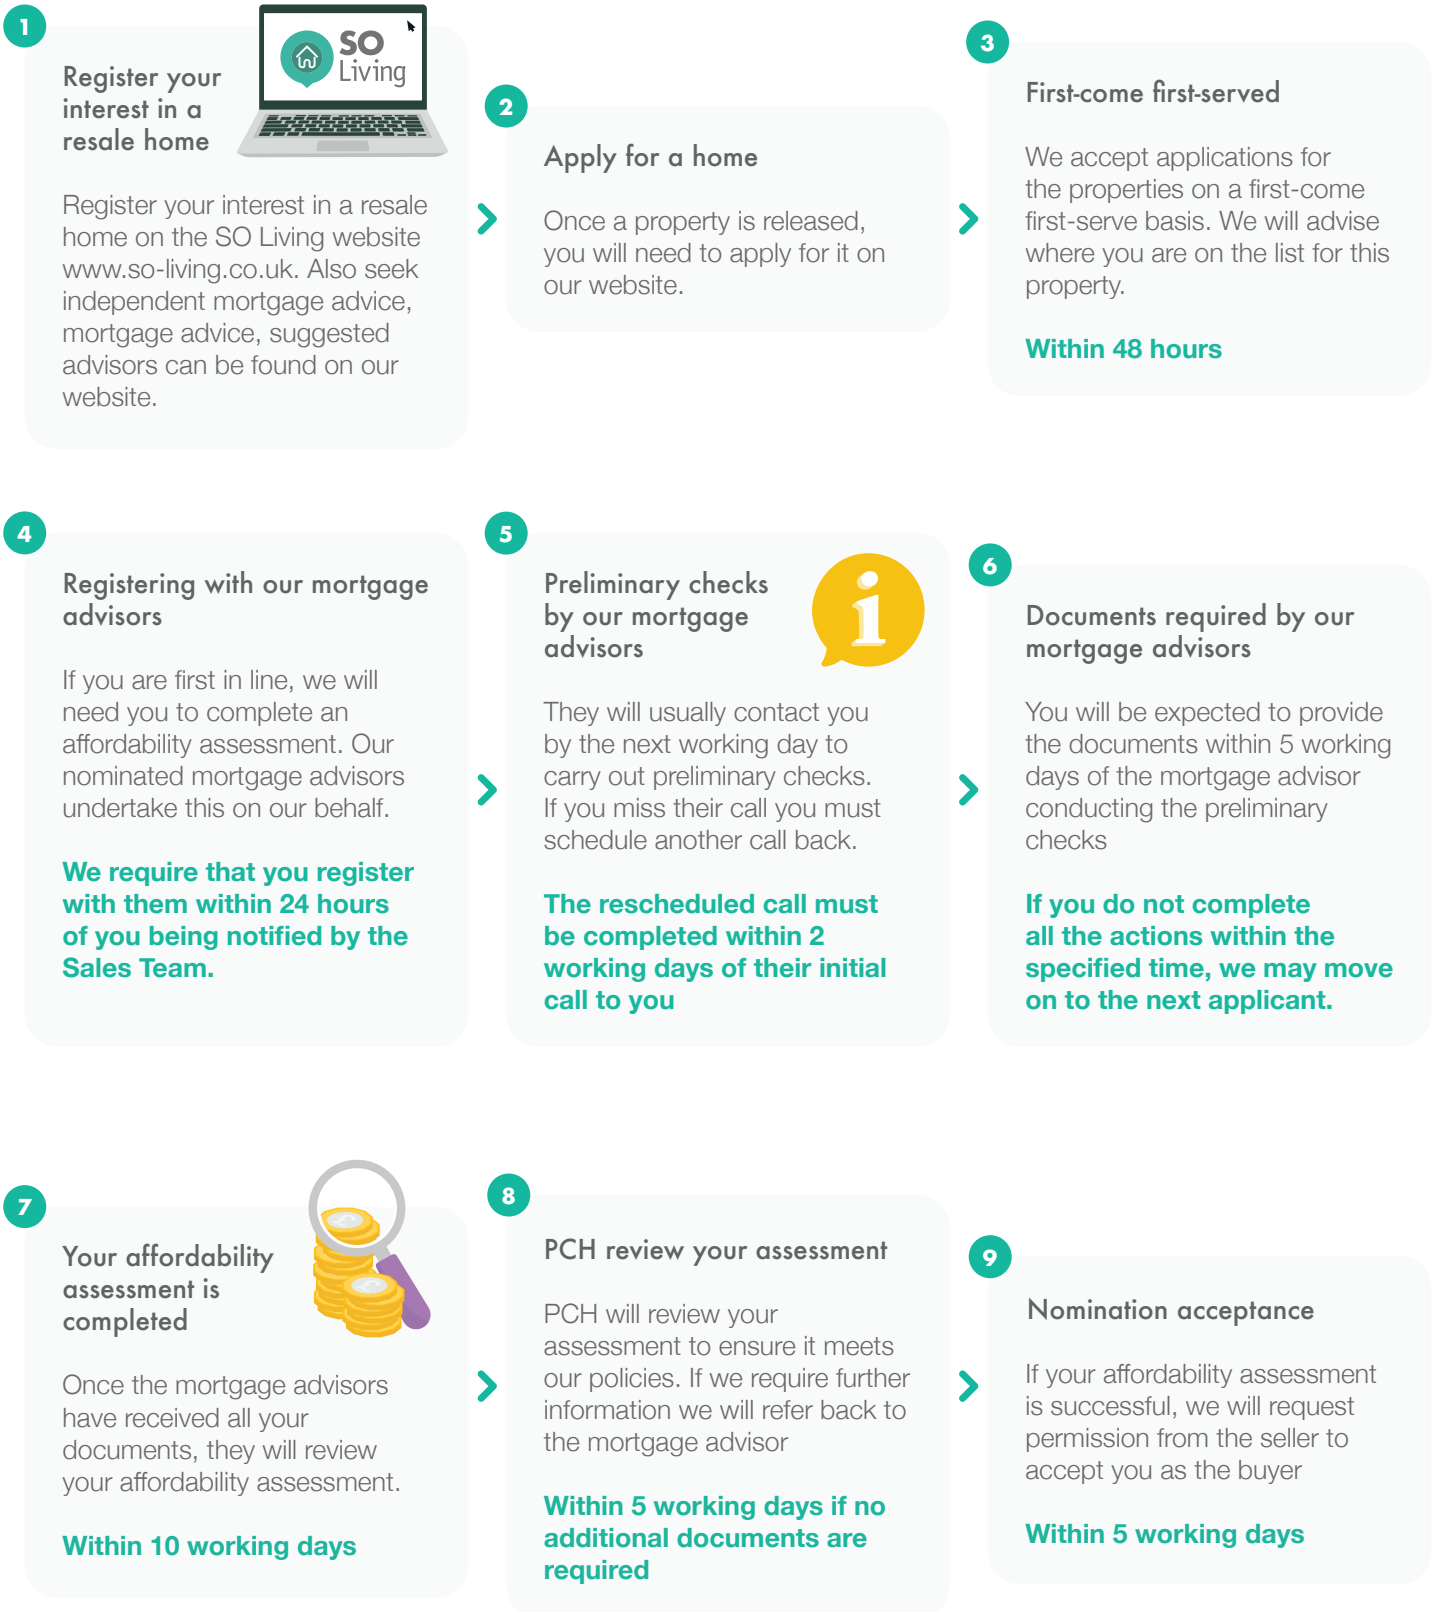 1
Register your
interest in a
resale home
SO
Living
Register your interest in a resale
home on the SO Living website
www.so-living.co.uk. Also seek
independent mortgage advice,
mortgage advice, suggested
advisors can be found on our
website.
2
Apply for a home
Once a property is released,
you will need to apply for it on
our website.
3
First-come first-served
We accept applications for
the properties on a first-come
first-serve basis. We will advise
where you are on the list for this
property.
Within 48 hours
4
Registering with our mortgage
advisors
If you are first in line, we will
need you to complete an
affordability assessment. Our
nominated mortgage advisors
undertake this on our behalf.
We require that you register
with them within 24 hours
of you being notified by the
Sales Team.
5
Preliminary checks
by our mortgage
advisors
i
They will usually contact you
by the next working day to
carry out preliminary checks.
If you miss their call you must
schedule another call back.
The rescheduled call must
be completed within 2
working days of their initial
call to you
6
Documents required by our
mortgage advisors
You will be expected to provide
the documents within 5 working
days of the mortgage advisor
conducting the preliminary
checks
If you do not complete
all the actions within the
specified time, we may move
on to the next applicant.
7
Your affordability
assessment is
completed
Once the mortgage advisors
have received all your
documents, they will review
your affordability assessment.
Within 10 working days
8
PCH review your assessment
PCH will review your
assessment to ensure it meets
our policies. If we require further
information we will refer back to
the mortgage advisor
Within 5 working days if no
additional documents are
required
9
Nomination acceptance
If your affordability assessment
is successful, we will request
permission from the seller to
accept you as the buyer
Within 5 working days